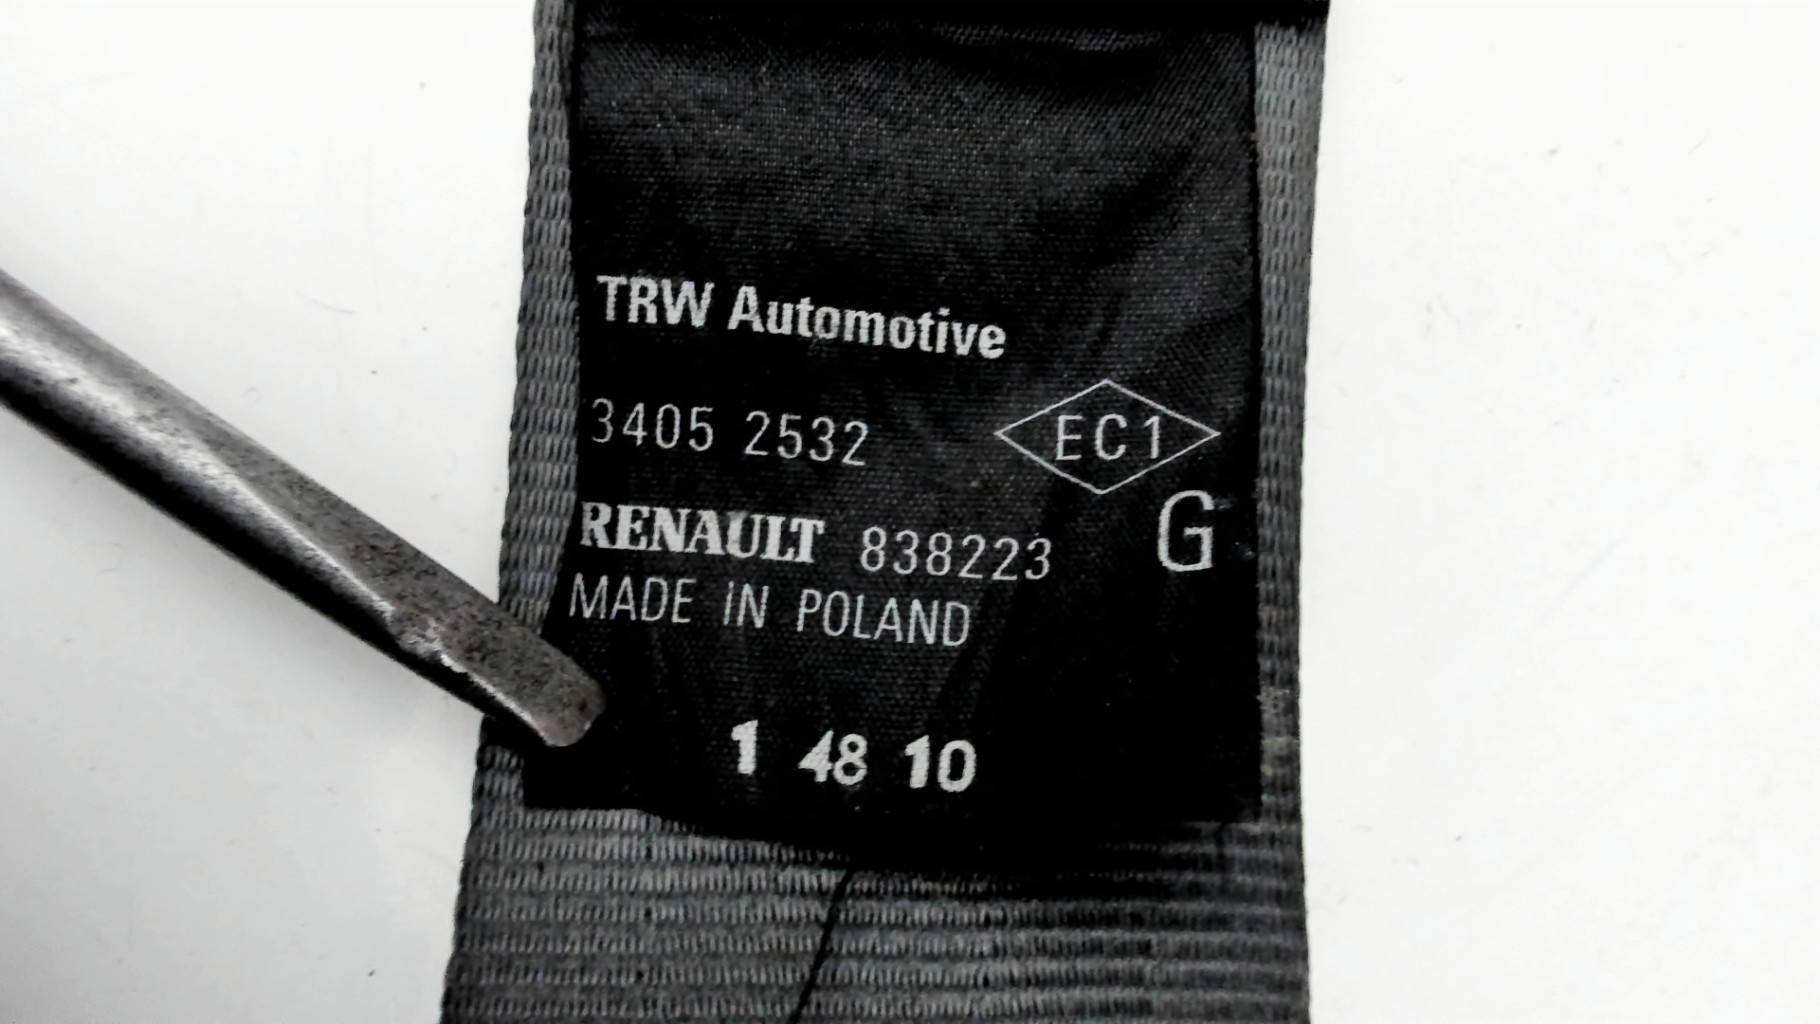 TRW Automotive
3405 2532
EC1
RENAULT 838223
G
MADE IN POLAND
1 48 10